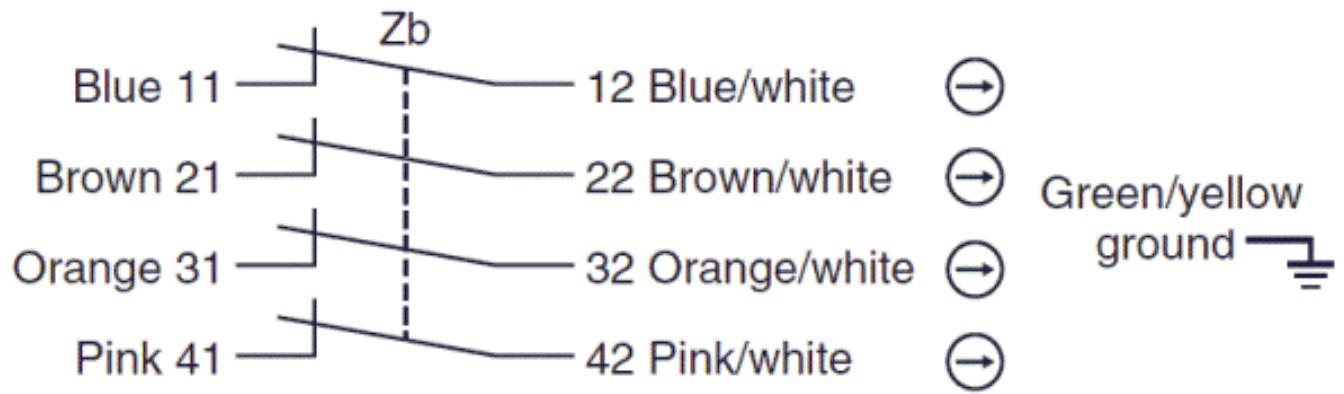 Zb
Blue 11 12 Blue/white
Brown 21 22 Brown/white
Green/yellow
ground
Orange 31 32 Orange/white
Pink 41 42 Pink/white